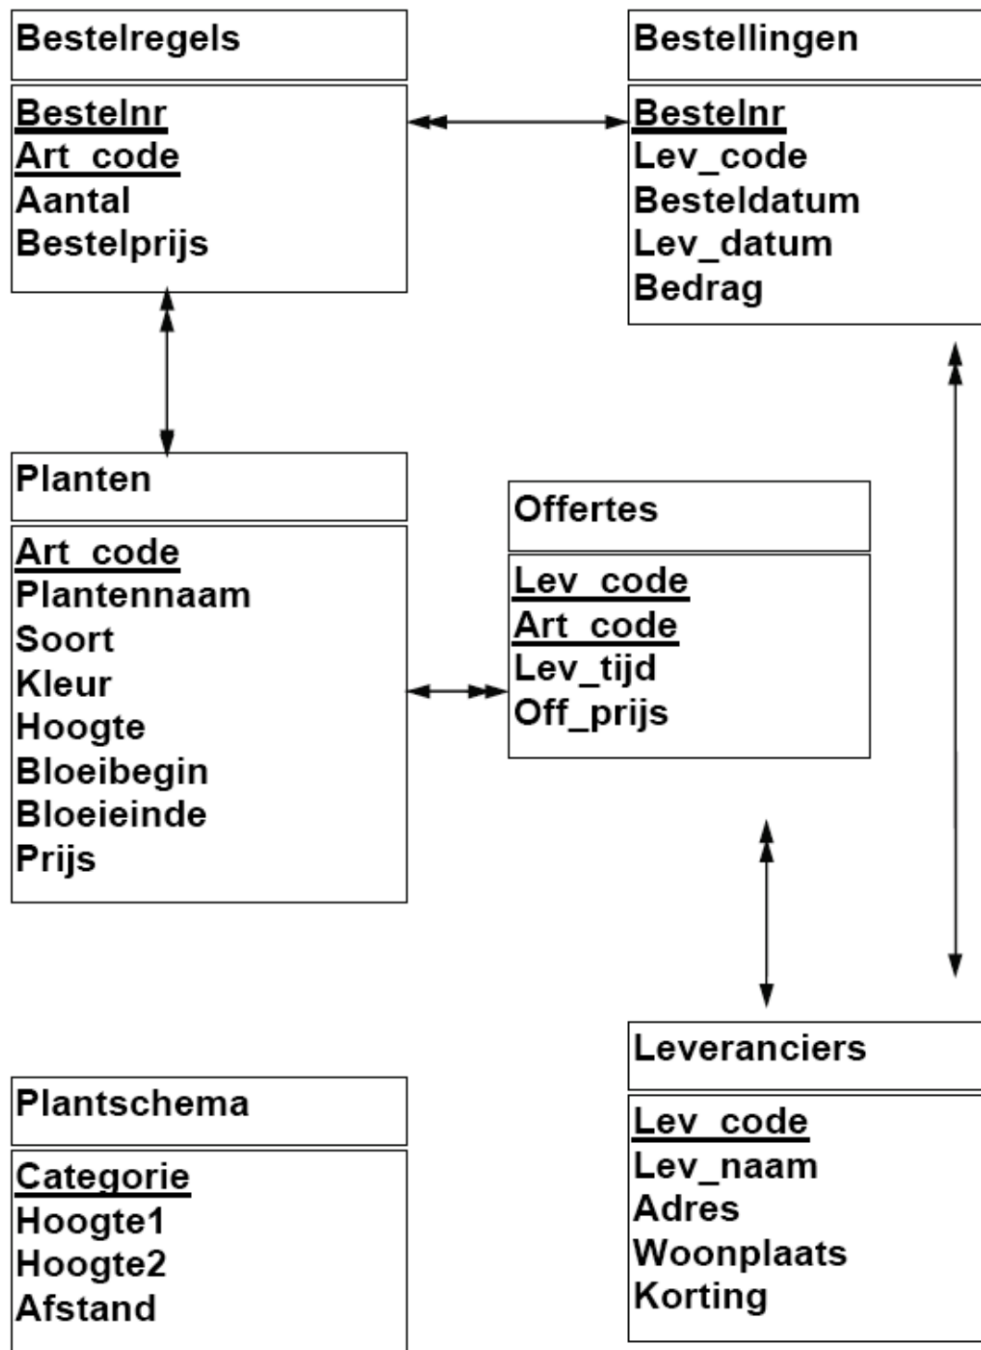 Bestelregels
Bestelnr
Art_code
Aantal
Bestelprijs
Bestellingen
Bestelnr
Lev_code
Besteldatum
Lev_datum
Bedrag
Planten
Art_code
Plantennaam
Soort
Kleur
Hoogte
Bloeibegin
Bloeieinde
Prijs
Offertes
Lev_code
Art_code
Lev_tijd
Off_prijs
Plantschema
Categorie
Hoogte1
Hoogte2
Afstand
Leveranciers
Lev_code
Lev_naam
Adres
Woonplaats
Korting